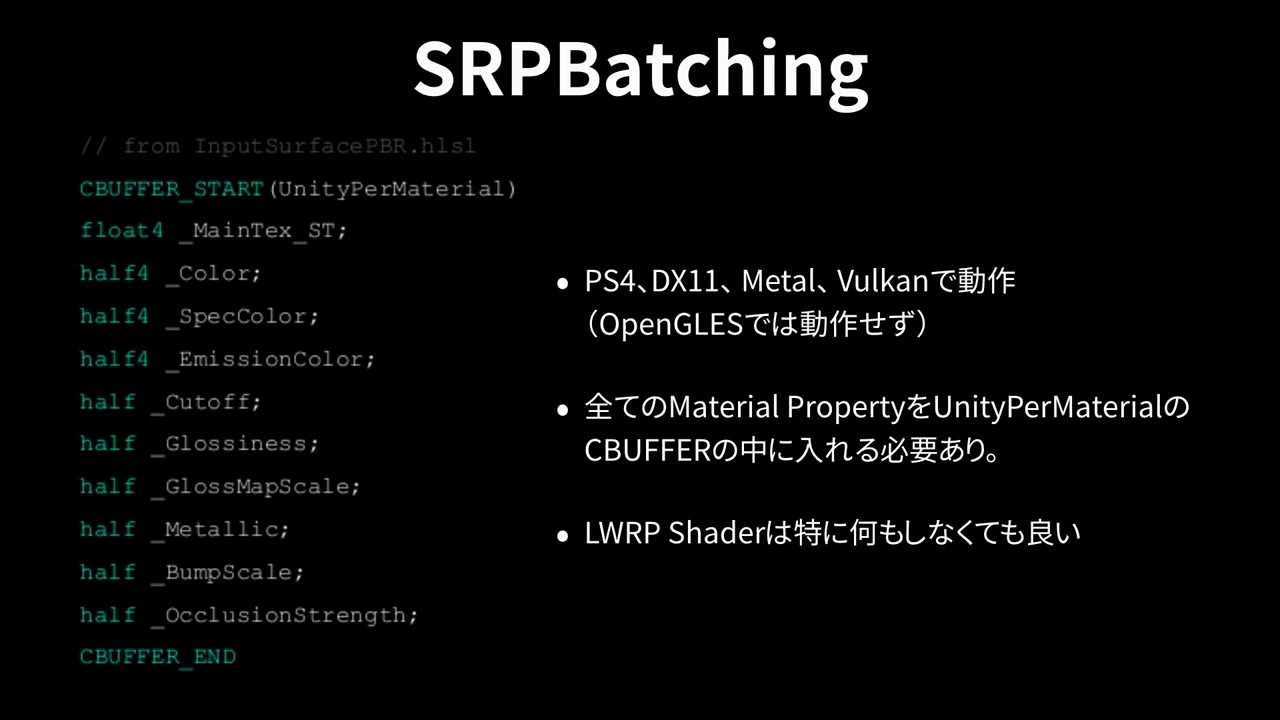 SRPBatching
// from InputSurfacePBR.hlsl
CBUFFER_START(UnityPerMaterial)
float4 _MainTex_ST;
half4 _Color;
half4 _SpecColor;
half4 _EmissionColor;
half _Cutoff;
half _Glossiness;
half _GlossMapScale;
half _Metallic;
half _BumpScale;
half _OcclusionStrength;
CBUFFER_END
• PS4、DX11、Metal、Vulkanで動作
（OpenGLESでは動作せず）
• 全てのMaterial PropertyをUnityPerMaterialの
CBUFFERの中に入れる必要あり。
• LWRP Shaderは特に何もしなくても良い